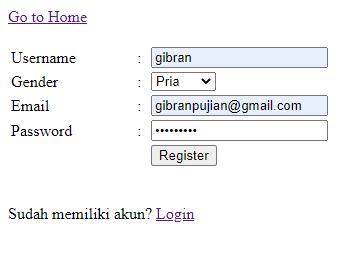 Go to Home
Username : gibran
Gender : Pria
Email : gibranpujian@gmail.com
Password : •••••••••
Register
Sudah memiliki akun? Login